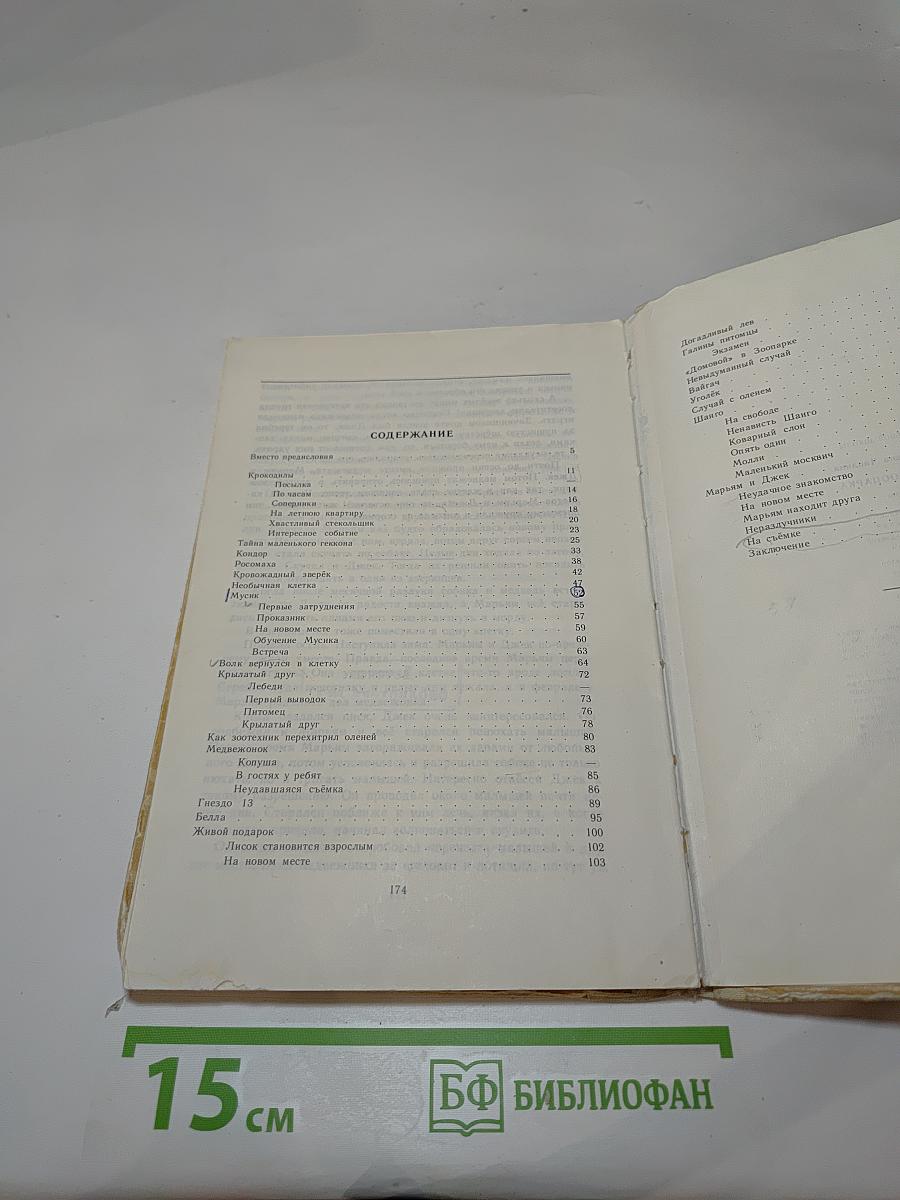 СОДЕРЖАНИЕ
Вместо предисловия 5
Крокодилы 11
Посылка
По часам 14
Соперники 16
На летнюю квартиру 18
Хвастливый стекольщик 20
Интересное событие 23
Тайна маленького геккона 25
Кондор 33
Росомаха 38
Кровожадный зверёк 42
Необычная клетка 47
Мусик 52
Первые затруднения 55
Проказник 57
На новом месте 59
Обучение Мусика 60
Встреча 63
Волк вернулся в клетку 64
Крылатый друг 72
Лебеди —
Первый выводок 73
Питомец 76
Крылатый друг 78
Как зоотехник перехитрил оленей 80
Медвежонок 83
Копуша —
В гостях у ребят 85
Неудавшаяся съёмка 86
Гнездо 13 89
Белла 95
Живой подарок 100
Лисок становится взрослым 102
На новом месте 103
174
Догадливый лев
Галины питомцы
Экзамен
«Домовой» в Зоопарке
Невыдуманный случай
Вайгач
Уголёк
Случай с оленем
Шанго
На свободе
Ненависть Шанго
Коварный слон
Опять один
Молли
Маленький москвич
Марьям и Джек
Неудачное знакомство
На новом месте
Марьям находит друга
Неразлучники
На съёмке
Заключение
15 см
БФ БИБЛИОФАН